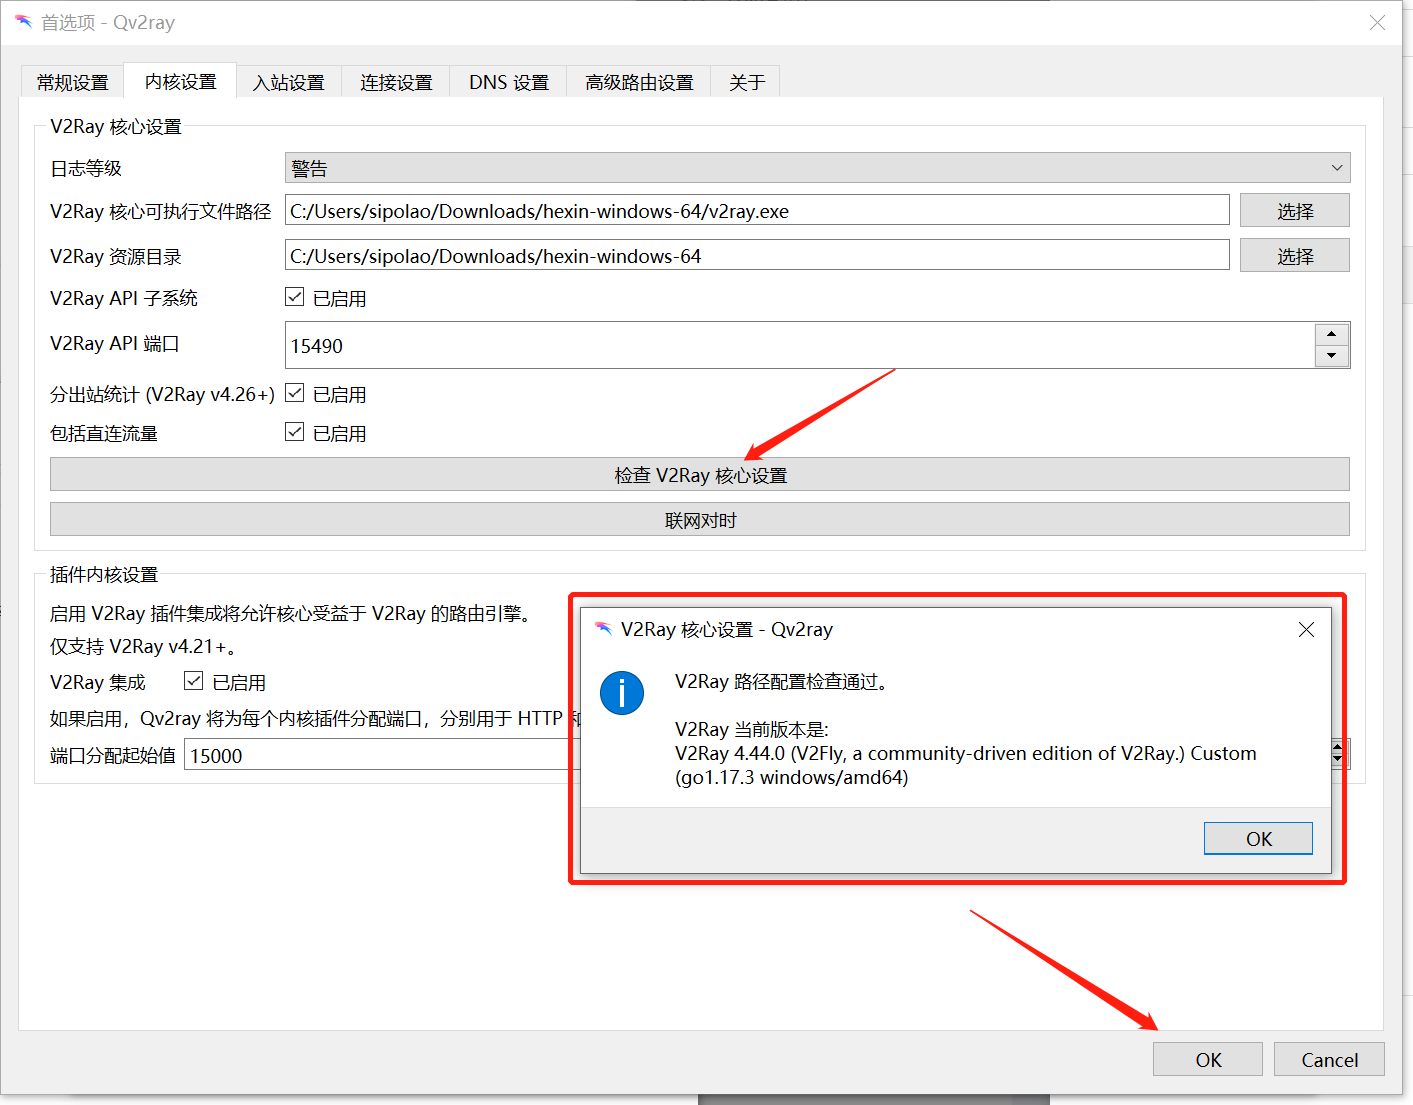 首选项 - Qv2ray
常规设置 内核设置 入站设置 连接设置 DNS 设置 高级路由设置 关于
V2Ray 核心设置
日志等级 警告
V2Ray 核心可执行文件路径 C:/Users/sipolao/Downloads/hexin-windows-64/v2ray.exe 选择
V2Ray 资源目录 C:/Users/sipolao/Downloads/hexin-windows-64 选择
V2Ray API 子系统 已启用
V2Ray API 端口 15490
分出站统计 (V2Ray v4.26+) 已启用
包括直连流量 已启用
检查 V2Ray 核心设置
联网对时
插件内核设置
启用 V2Ray 插件集成将允许核心受益于 V2Ray 的路由引擎。
仅支持 V2Ray v4.21+。
V2Ray 集成 已启用
如果启用，Qv2ray 将为每个内核插件分配端口，分别用于 HTTP
端口分配起始值 15000
V2Ray 核心设置 - Qv2ray
V2Ray 路径配置检查通过。
V2Ray 当前版本是:
V2Ray 4.44.0 (V2Fly, a community-driven edition of V2Ray.) Custom
(go1.17.3 windows/amd64)
OK
OK Cancel